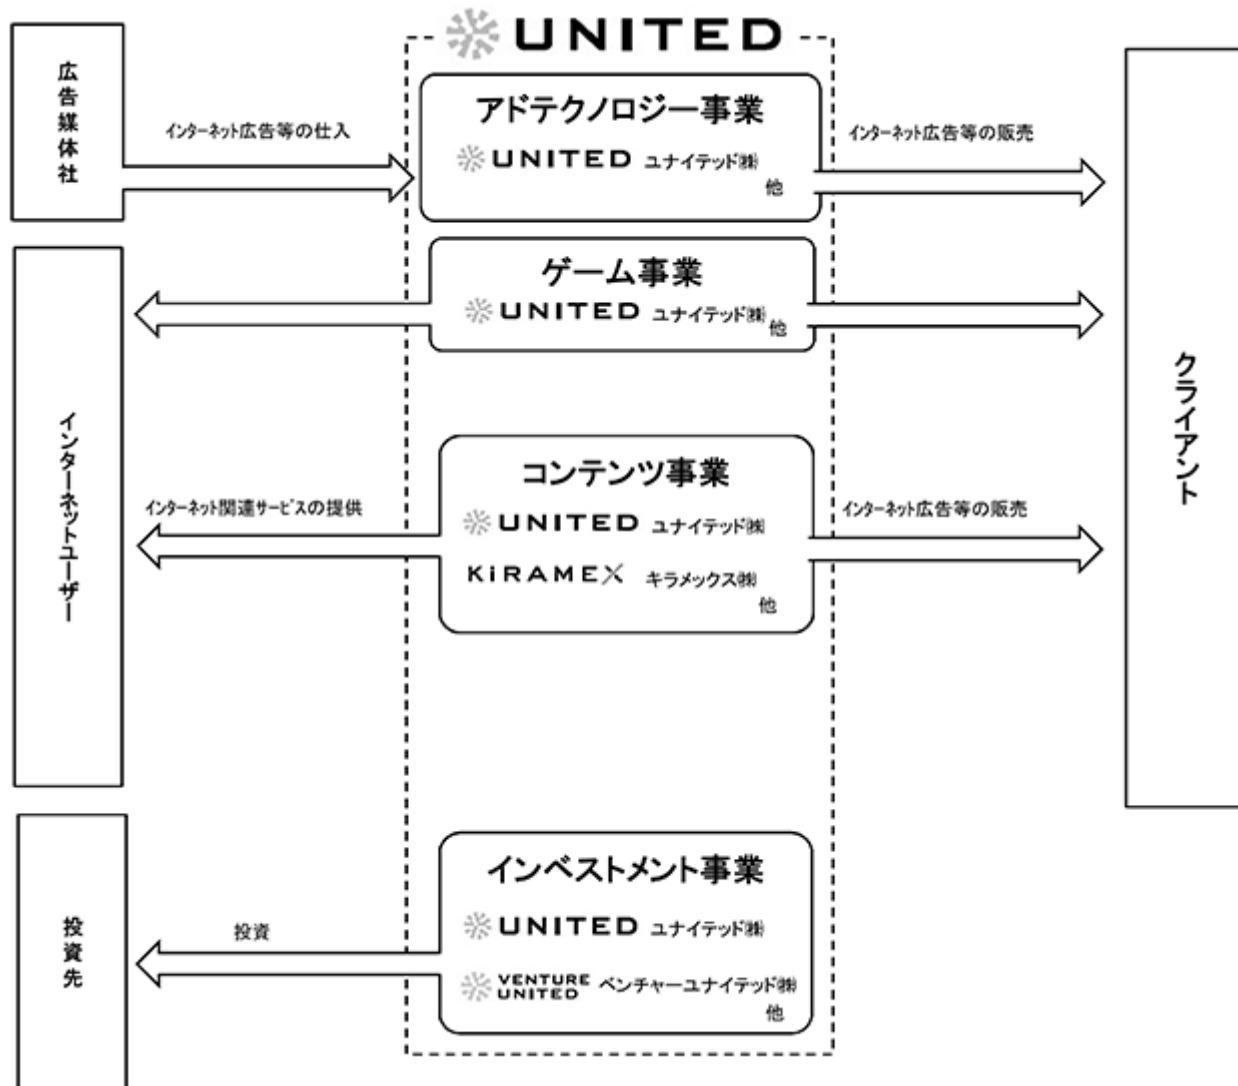 UNITED
広告媒体社
インターネット広告等の仕入
アドテクノロジー事業
UNITED ユナイテッド㈱
他
インターネット広告等の販売
クライアント
インターネットユーザー
ゲーム事業
UNITED ユナイテッド㈱
他
コンテンツ事業
インターネット関連サービスの提供
UNITED ユナイテッド㈱
KiRAMEX キラメックス㈱
他
インターネット広告等の販売
投資先
投資
インベストメント事業
UNITED ユナイテッド㈱
VENTURE
UNITED ベンチャーユナイテッド㈱
他